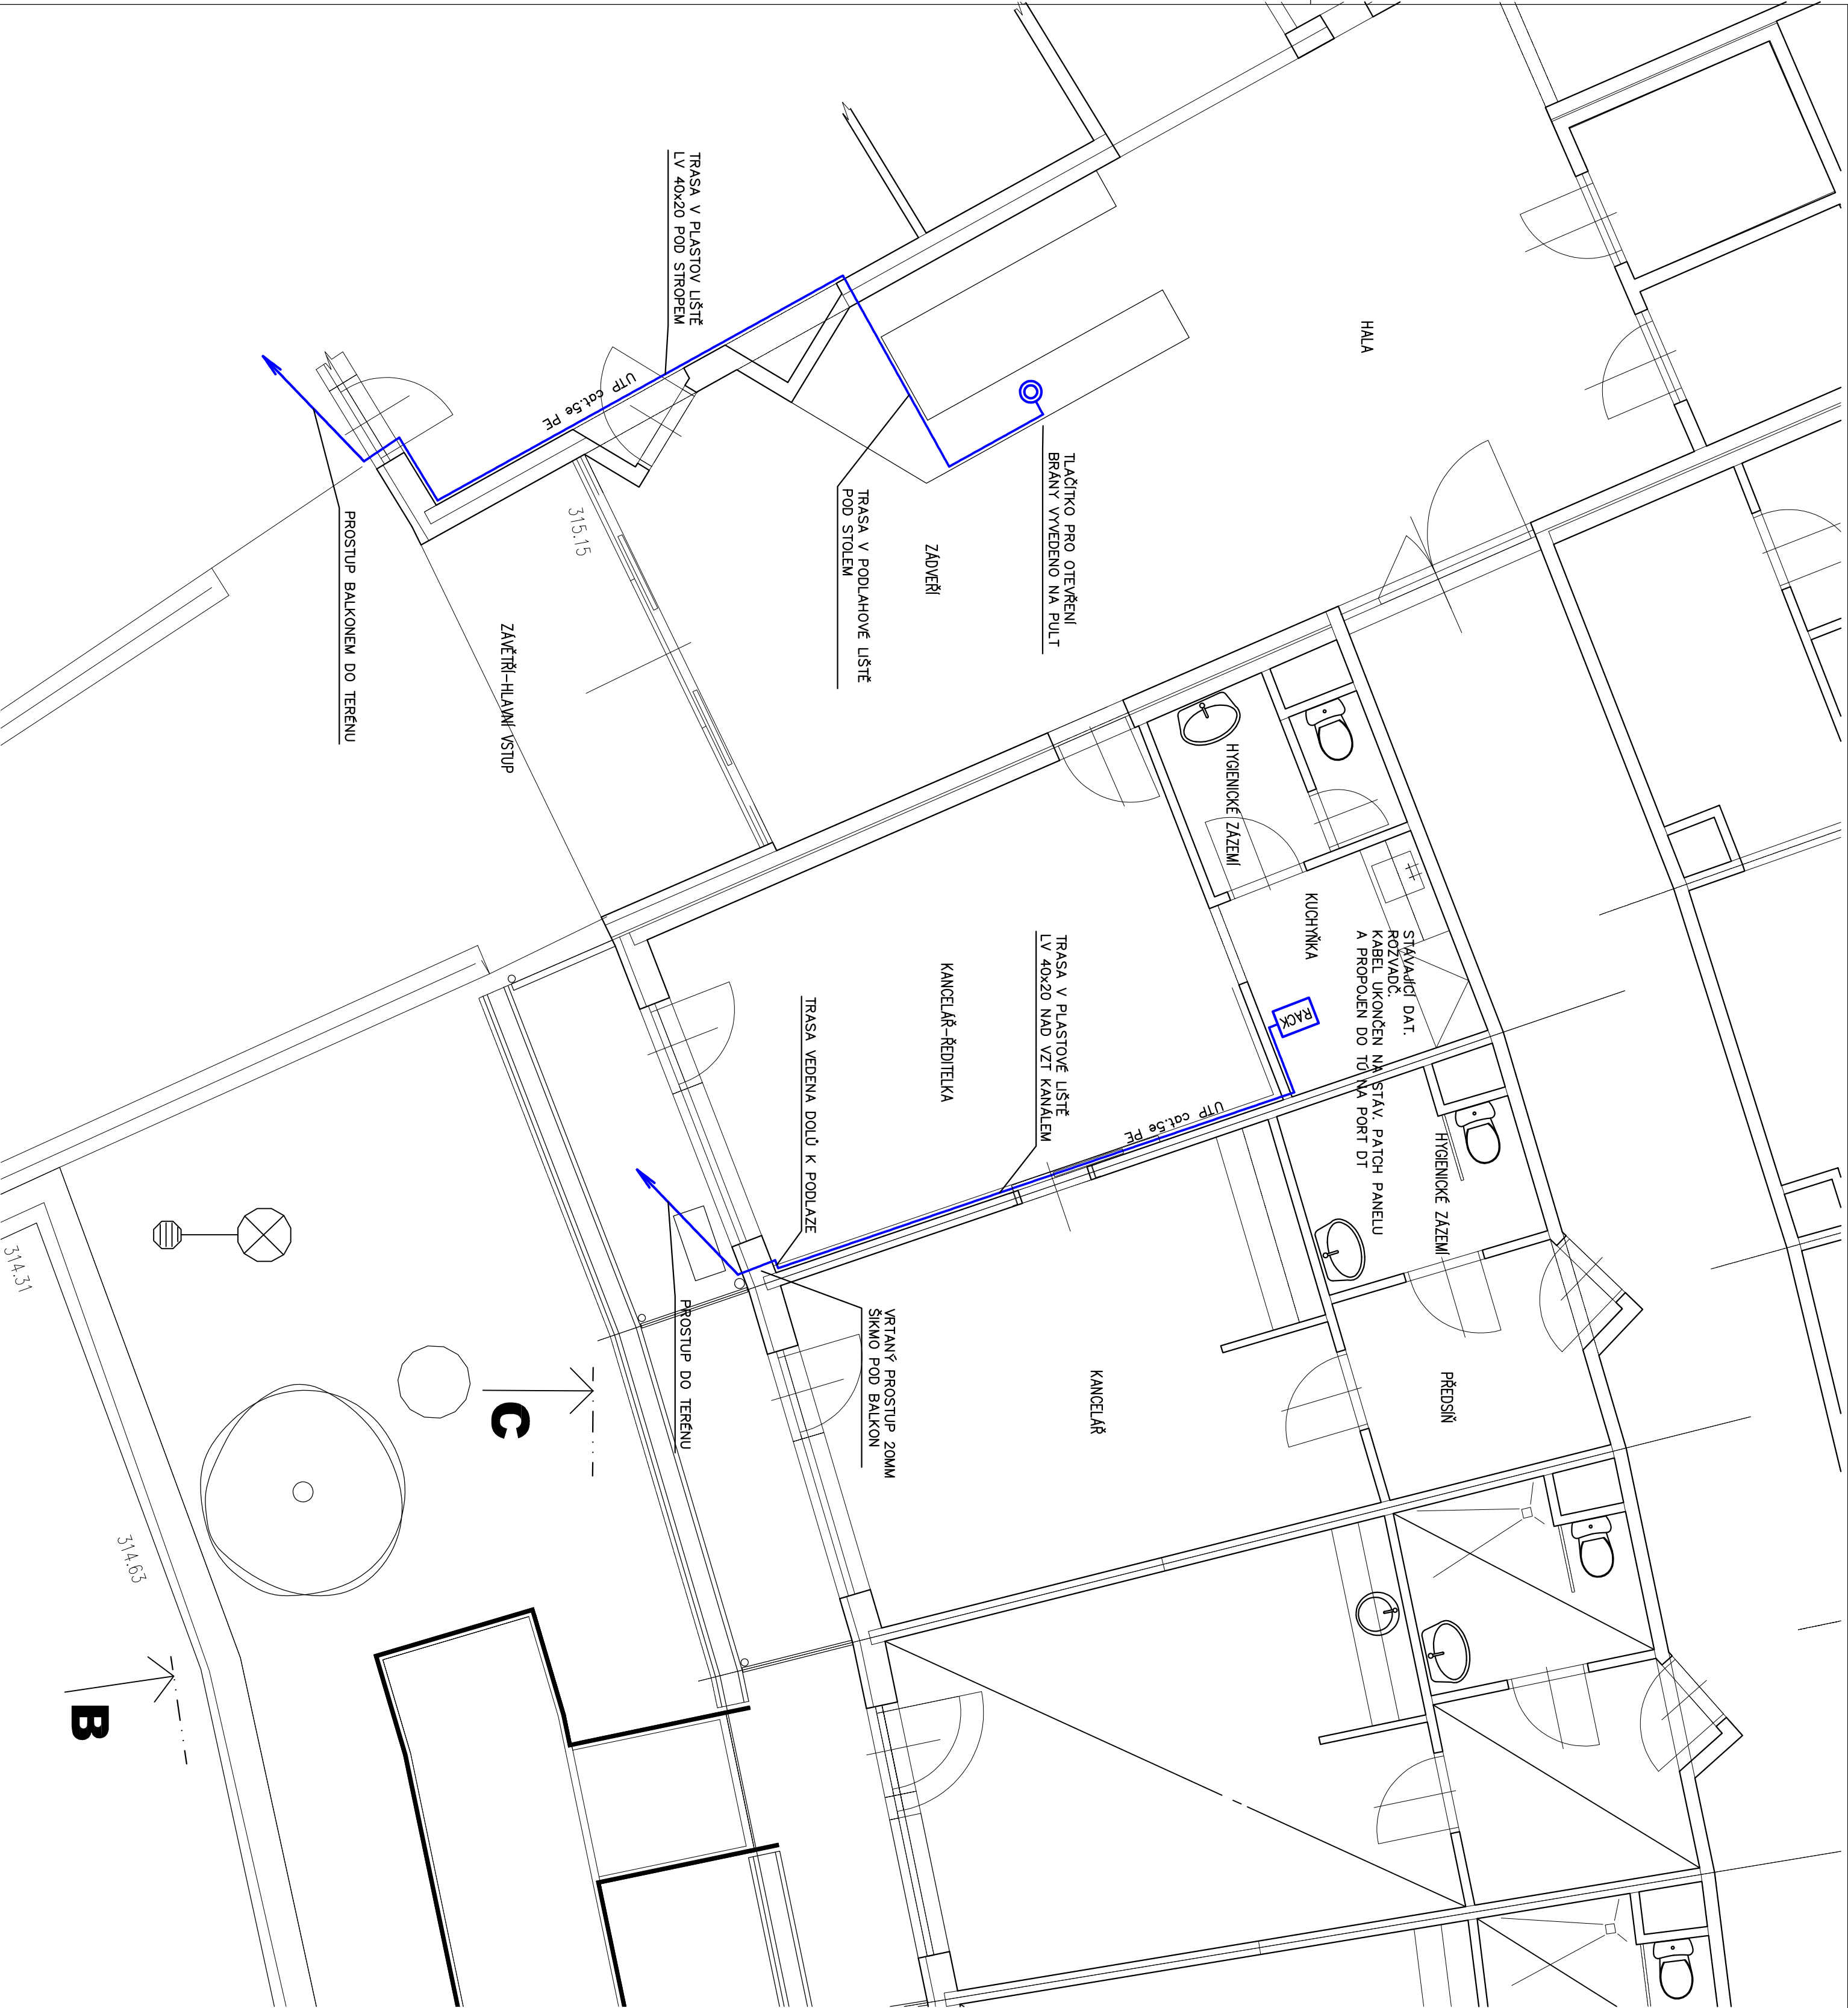 HALA
TLAČÍTKO PRO OTEVŘENÍ
BRÁNY VYVEDENO NA PULT
ZÁDVEŘÍ
TRASA V PODLAHOVÉ LIŠTĚ
POD STOLEM
TRASA V PLASTOV LIŠTĚ
LV 40x20 POD STROPEM
UTP cat.5e PE
315.15
ZÁVĚTŘÍ-HLAVNÍ VSTUP
PROSTUP BALKONEM DO TERÉNU
HYGIENICKÉ ZÁZEMÍ
KUCHYŇKA
STÁVAJÍCÍ DAT.
ROZVADĚČ.
KABEL UKONČEN NA STÁV. PATCH PANELU
A PROPOJEN DO TÚ NA PORT DT
RACK
HYGIENICKÉ ZÁZEMÍ
TRASA V PLASTOVÉ LIŠTĚ
LV 40x20 NAD VZT KANÁLEM
UTP cat.5e PE
KANCELÁŘ-ŘEDITELKA
TRASA VEDENA DOLŮ K PODLAZE
VRTANÝ PROSTUP 20MM
ŠIKMO POD BALKON
PROSTUP DO TERÉNU
PŘEDSÍŇ
KANCELÁŘ
C
B
314.31
314.63